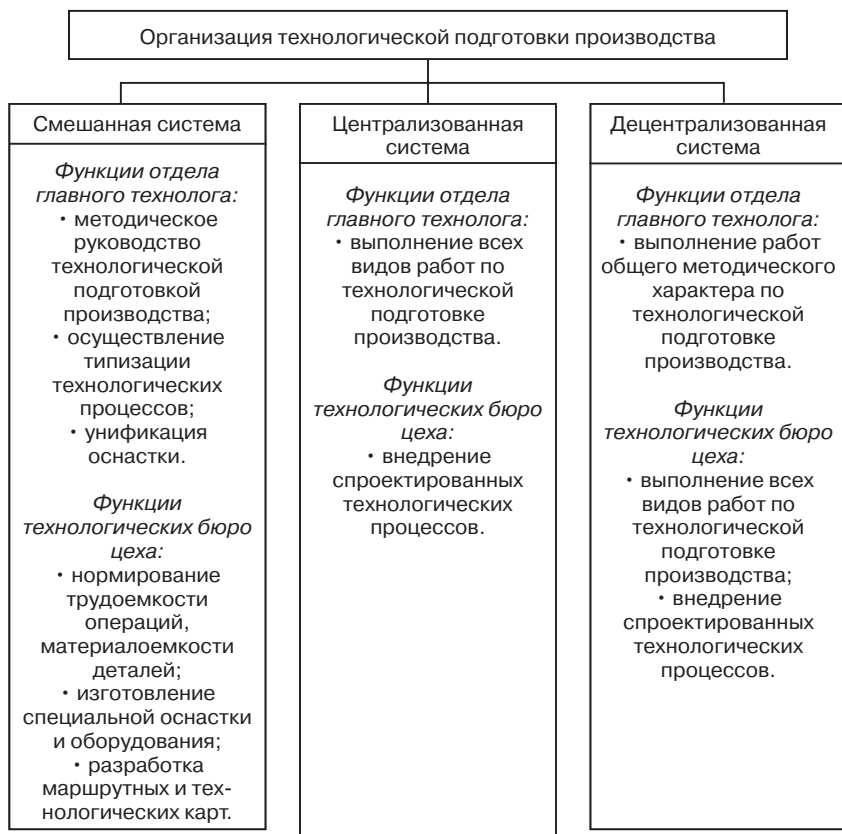 Организация технологической подготовки производства
Смешанная система
Функции отдела
главного технолога:
• методическое
руководство
технологической
подготовкой
производства;
• осуществление
типизации
технологических
процессов;
• унификация
оснастки.
Функции
технологических бюро
цеха:
• нормирование
трудоемкости
операций,
материалоемкости
деталей;
• изготовление
специальной оснастки
и оборудования;
• разработка
маршрутных и тех-
нологических карт.
Централизованная
система
Функции отдела
главного технолога:
• выполнение всех
видов работ по
технологической
подготовке
производства.
Функции
технологических бюро
цеха:
• внедрение
спроектированных
технологических
процессов.
Децентрализованная
система
Функции отдела
главного технолога:
• выполнение работ
общего методического
характера по
технологической
подготовке
производства.
Функции
технологических бюро
цеха:
• выполнение всех
видов работ по
технологической
подготовке
производства;
• внедрение
спроектированных
технологических
процессов.